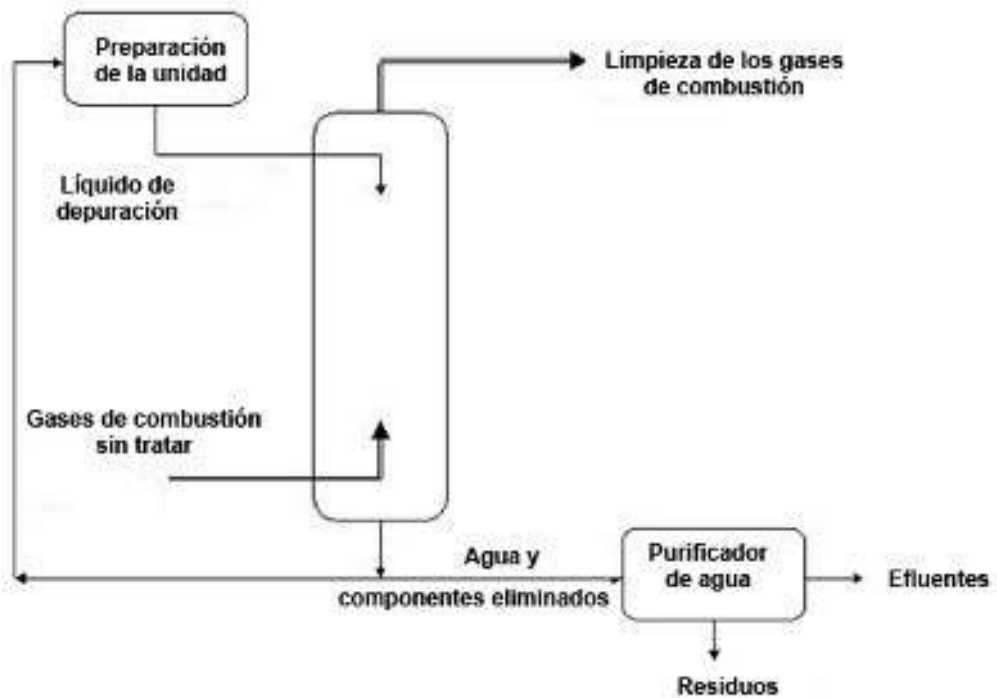 Preparación
de la unidad
Limpieza de los gases
de combustión
Líquido de
depuración
Gases de combustión
sin tratar
Agua y
componentes eliminados
Purificador
de agua
Efluentes
Residuos